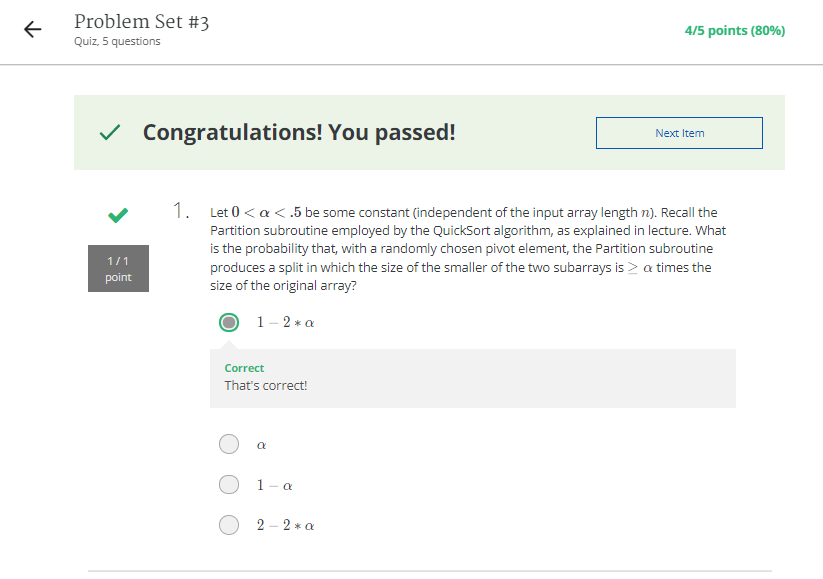 Problem Set #3
Quiz, 5 questions
4/5 points (80%)
Congratulations! You passed!
Next Item
1 / 1
point
1.
Let 0 < α < .5 be some constant (independent of the input array length n). Recall the
Partition subroutine employed by the QuickSort algorithm, as explained in lecture. What
is the probability that, with a randomly chosen pivot element, the Partition subroutine
produces a split in which the size of the smaller of the two subarrays is ≥ α times the
size of the original array?
1 − 2 ∗ α
Correct
That's correct!
α
1 − α
2 − 2 ∗ α